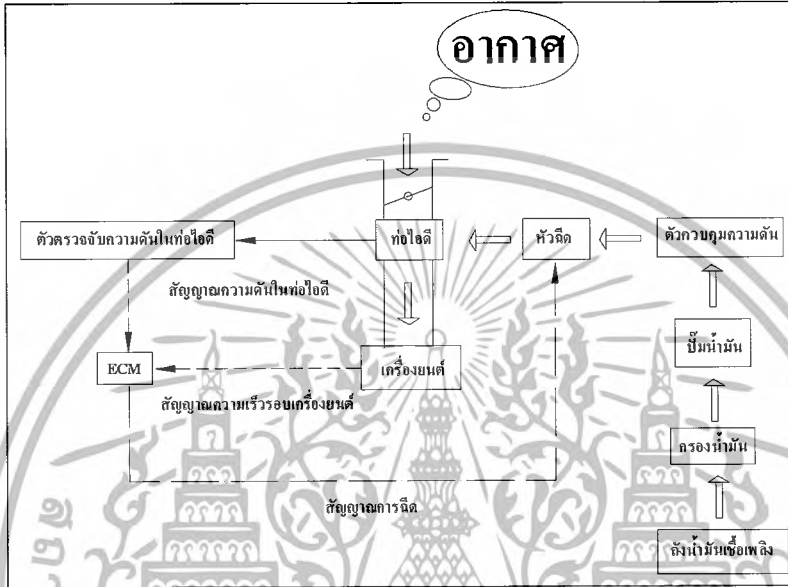 อากาศ
ตัวตรวจจับความดันในท่อไอดี
ท่อไอดี
หัวฉีด
ตัวควบคุมความดัน
สัญญาณความดันในท่อไอดี
ปั๊มน้ำมัน
ECM
เครื่องยนต์
สัญญาณความเร็วรอบเครื่องยนต์
กรองน้ำมัน
สัญญาณการฉีด
ถังน้ำมันเชื้อเพลิง